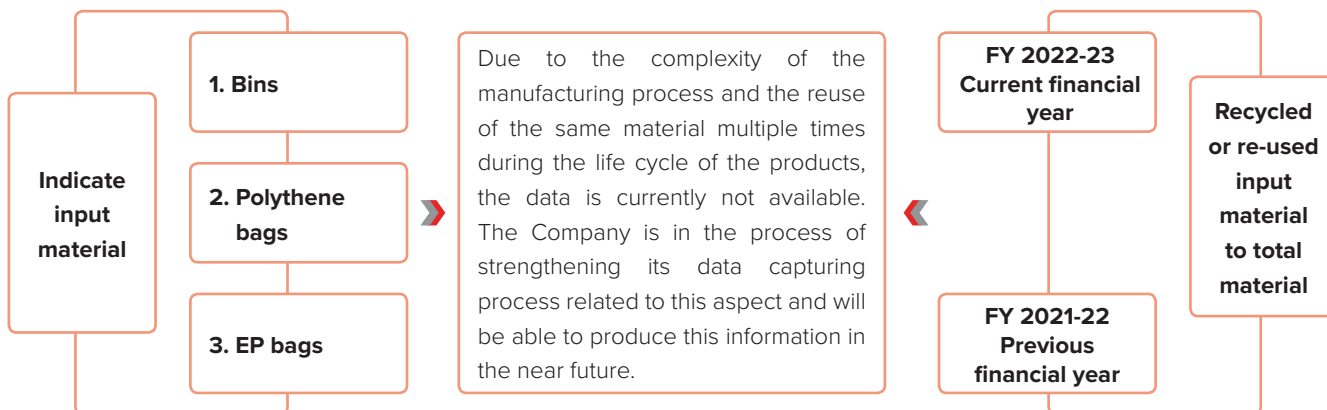 Indicate
input
material
1. Bins
2. Polythene
bags
3. EP bags
Due to the complexity of the
manufacturing process and the reuse
of the same material multiple times
during the life cycle of the products,
the data is currently not available.
The Company is in the process of
strengthening its data capturing
process related to this aspect and will
be able to produce this information in
the near future.
FY 2022-23
Current financial
year
FY 2021-22
Previous
financial year
Recycled
or re-used
input
material
to total
material